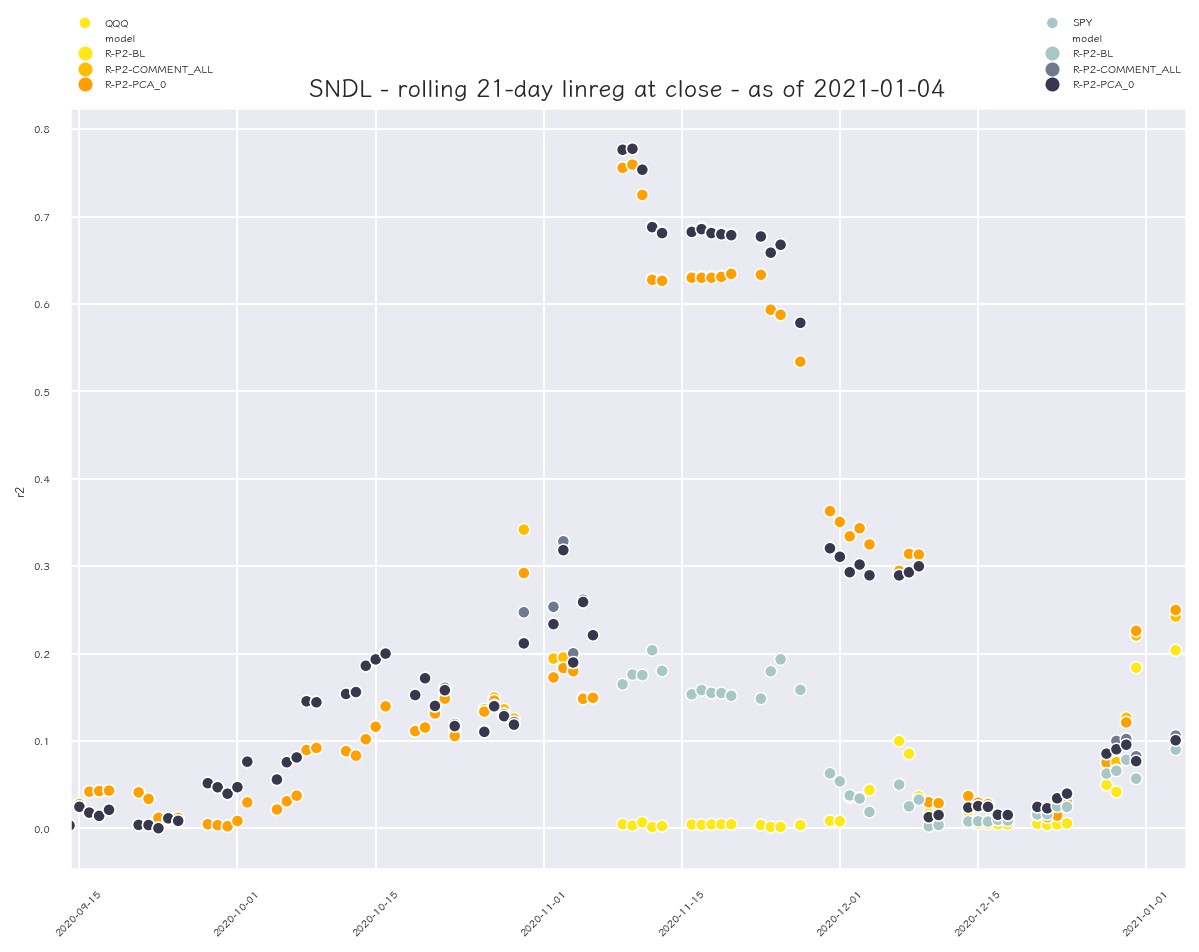 QQQ
model
R-P2-BL
R-P2-COMMENT_ALL
R-P2-PCA_0
SPY
model
R-P2-BL
R-P2-COMMENT_ALL
R-P2-PCA_0
SNDL - rolling 21-day linreg at close - as of 2021-01-04
0.8
0.7
0.6
0.5
0.4
0.3
0.2
0.1
0.0
r2
2020-09-15
2020-10-01
2020-10-15
2020-11-01
2020-11-15
2020-12-01
2020-12-15
2021-01-01